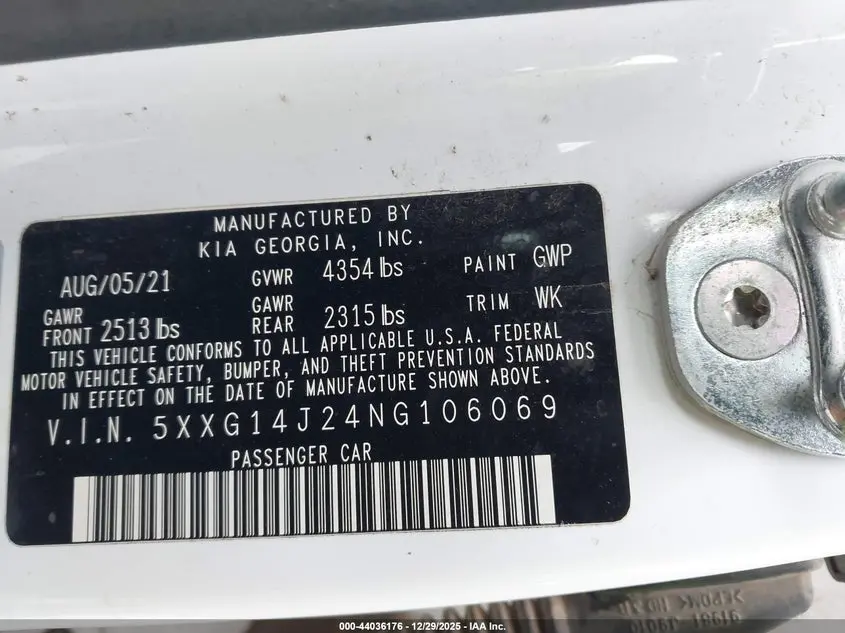 MANUFACTURED BY
KIA GEORGIA, INC.
AUG/05/21 GVWR 4354 lbs PAINT GWP
GAWR FRONT 2513 lbs GAWR REAR 2315 lbs TRIM WK
THIS VEHICLE CONFORMS TO ALL APPLICABLE U.S.A. FEDERAL
MOTOR VEHICLE SAFETY, BUMPER, AND THEFT PREVENTION STANDARDS
IN EFFECT ON THE DATE OF MANUFACTURE SHOWN ABOVE.
V.I.N. 5XXG14J24NG106069
PASSENGER CAR
000-44036176 - 12/29/2025 - IAA Inc.